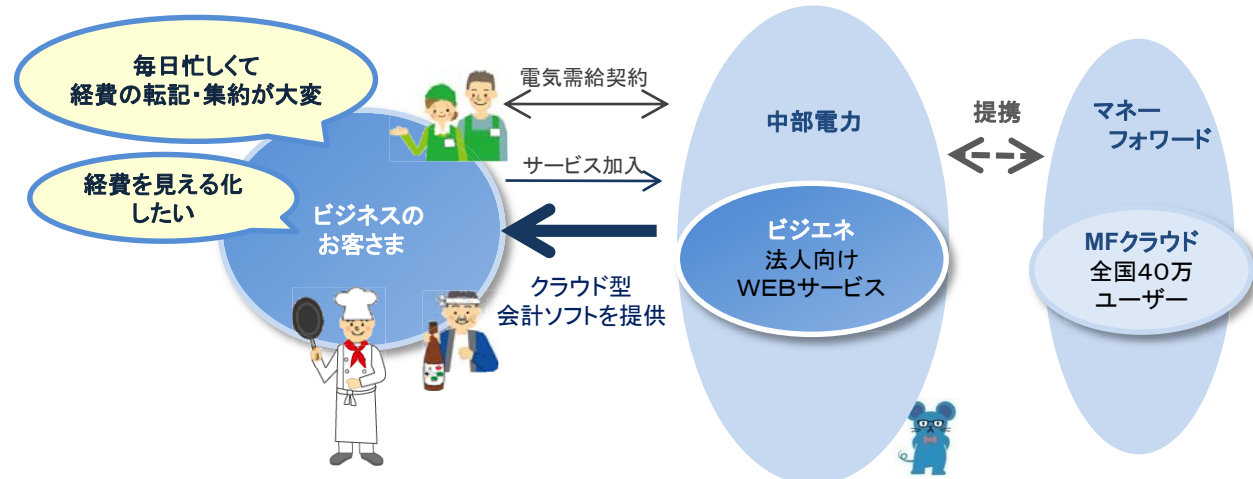 毎日忙しくて
経費の転記・集約が大変
経費を見える化
したい
ビジネスの
お客さま
電気需給契約
サービス加入
クラウド型
会計ソフトを提供
中部電力
ビジエネ
法人向け
WEBサービス
提携
マネー
フォワード
MFクラウド
全国40万
ユーザー